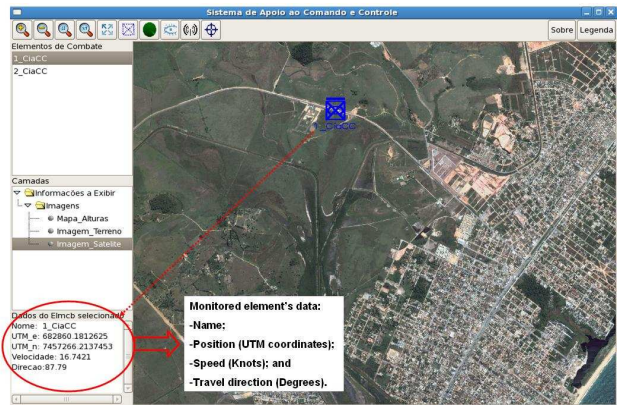 Sistema de Apoio ao Comando e Controle
Sobre
Legenda
Elementos de Combate
1_CiaCC
2_CiaCC
Camadas
Informacões a Exibir
Imagens
Mapa_Alturas
Imagem_Terreno
Imagem_Satelite
Dados do Elmcb selecionado
Nome: 1_CiaCC
UTM_e: 682860.1812625
UTM_n: 7457266.2137453
Velocidade: 16.7421
Direcao:87.79
1_CiaCC
Monitored element's data:
-Name;
-Position (UTM coordinates);
-Speed (Knots); and
-Travel direction (Degrees).